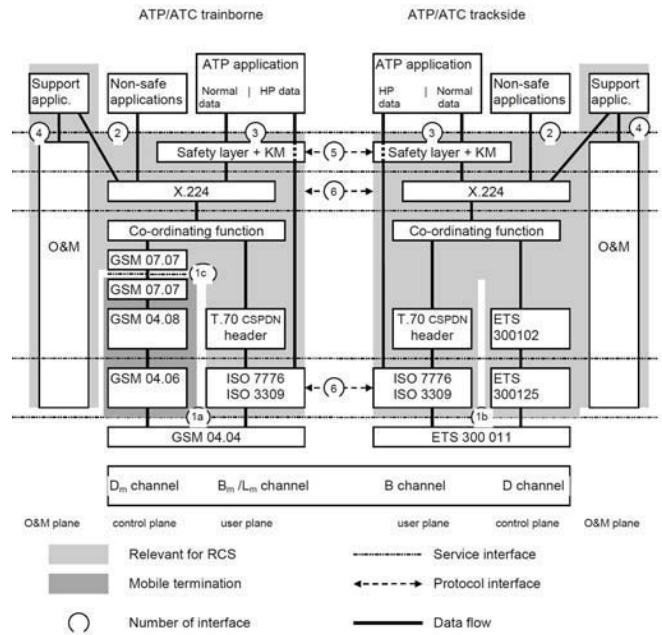 ATP/ATC trainborne
ATP/ATC trackside
Support
applic.
Non-safe
applications
ATP application
Normal | HP data
data
ATP application
HP | Normal
data data
Non-safe
applications
Support
applic.
4
2
3
3
2
4
Safety layer + KM
5
Safety layer + KM
X.224
6
X.224
Co-ordinating function
Co-ordinating function
O&M
GSM 07.07
1c
GSM 07.07
GSM 04.08
T.70 CSPDN
header
T.70 CSPDN
header
ETS
300102
O&M
GSM 04.06
ISO 7776
ISO 3309
6
ISO 7776
ISO 3309
ETS
300125
1a
1b
GSM 04.04
ETS 300 011
Dm channel
Bm /Lm channel
B channel
D channel
O&M plane
control plane
user plane
user plane
control plane
O&M plane
Relevant for RCS
Service interface
Mobile termination
Protocol interface
Number of interface
Data flow